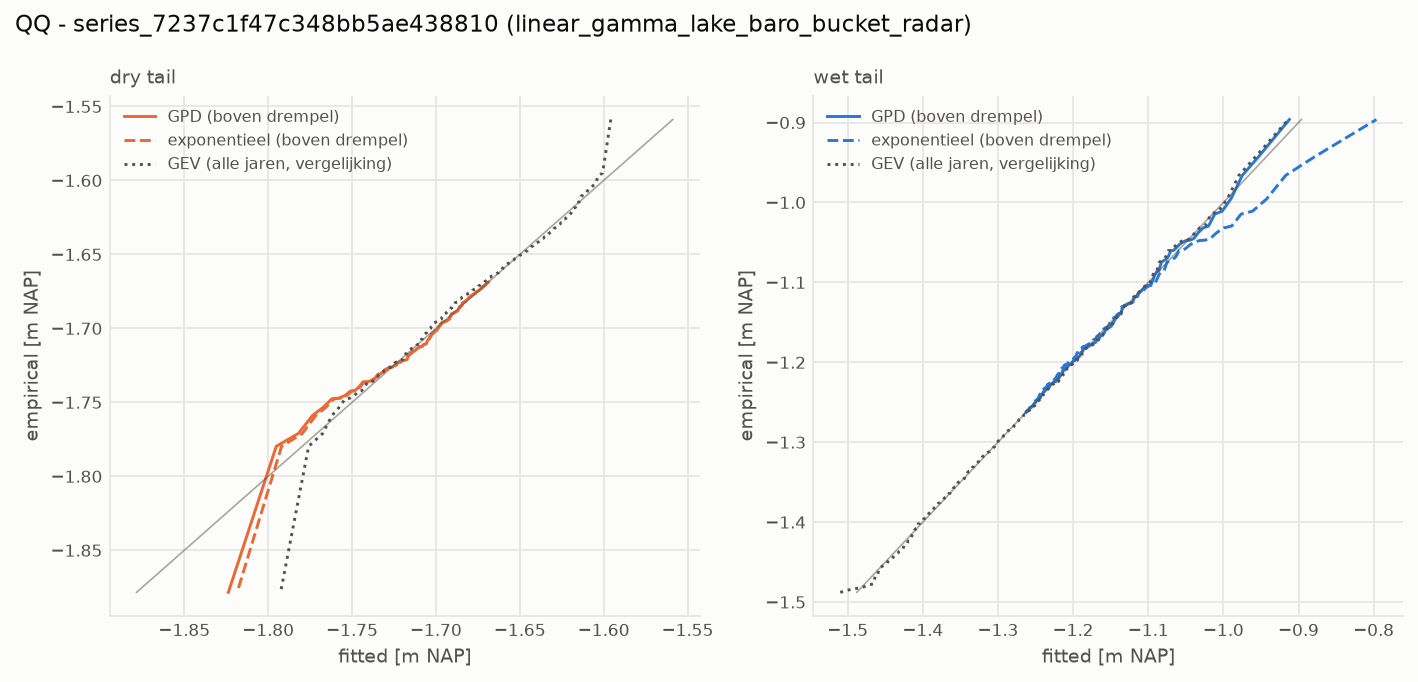 QQ - series_7237c1f47c348bb5ae438810 (linear_gamma_lake_baro_bucket_radar)
dry tail
GPD (boven drempel)
exponentieel (boven drempel)
GEV (alle jaren, vergelijking)
−1.55
−1.60
−1.65
−1.70
−1.75
−1.80
−1.85
empirical [m NAP]
−1.85 −1.80 −1.75 −1.70 −1.65 −1.60 −1.55
fitted [m NAP]
wet tail
GPD (boven drempel)
exponentieel (boven drempel)
GEV (alle jaren, vergelijking)
−0.9
−1.0
−1.1
−1.2
−1.3
−1.4
−1.5
empirical [m NAP]
−1.5 −1.4 −1.3 −1.2 −1.1 −1.0 −0.9 −0.8
fitted [m NAP]